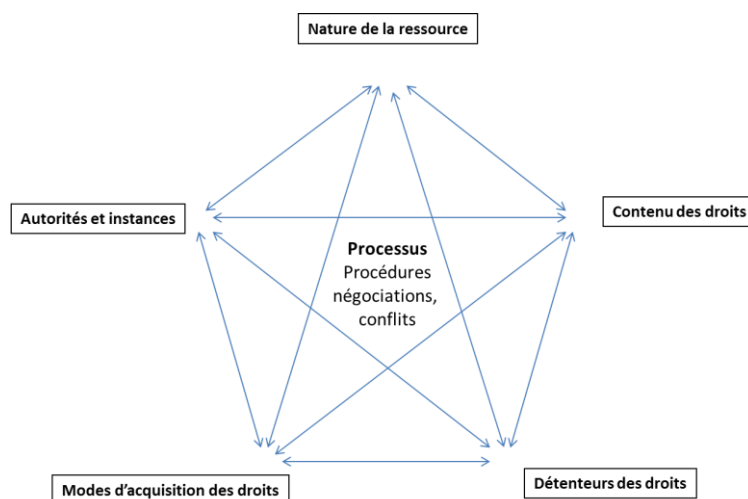 Nature de la ressource
Autorités et instances
Contenu des droits
Processus
Procédures
négociations,
conflits
Modes d’acquisition des droits
Détenteurs des droits